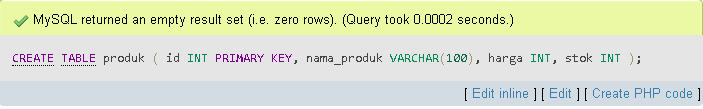 MySQL returned an empty result set (i.e. zero rows). (Query took 0.0002 seconds.)
CREATE TABLE produk ( id INT PRIMARY KEY, nama_produk VARCHAR(100), harga INT, stok INT );
[ Edit inline ] [ Edit ] [ Create PHP code ]